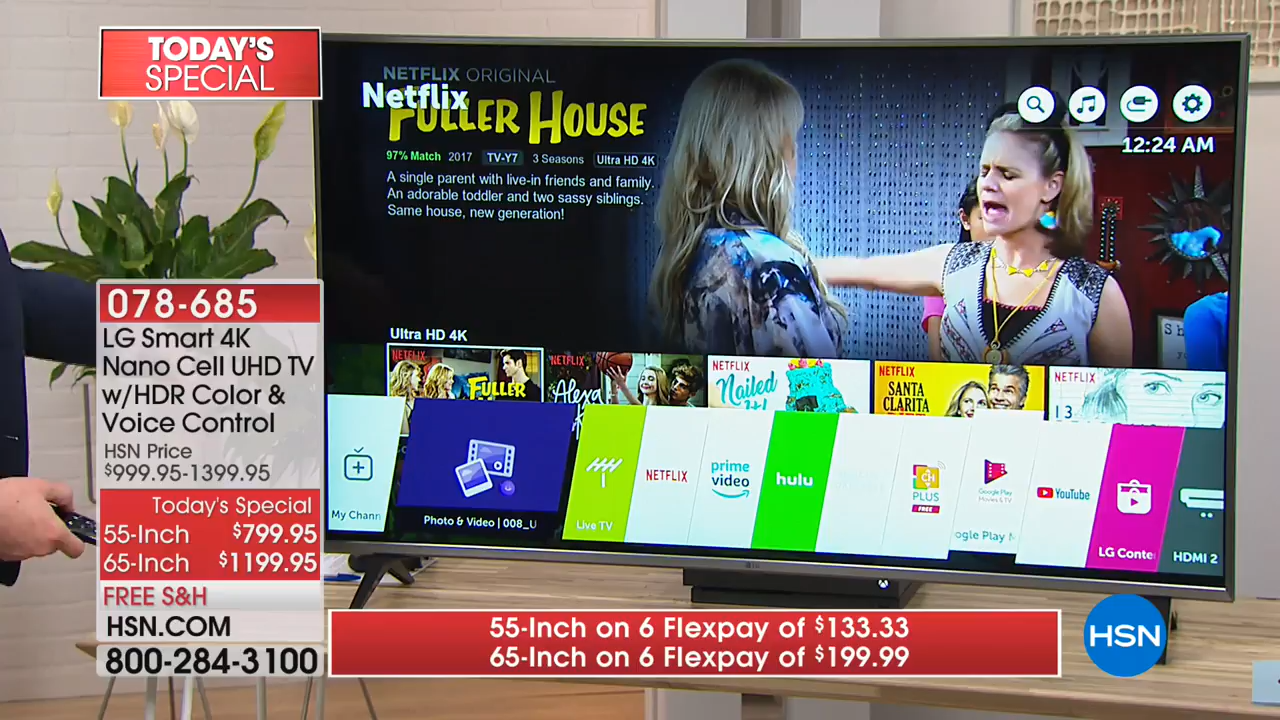 TODAY'S
SPECIAL
NETFLIX ORIGINAL
Netflix
FULLER HOUSE
97% Match 2017 TV-Y7 3 Seasons Ultra HD 4K
A single parent with live-in friends and family.
An adorable toddler and two sassy siblings.
Same house, new generation!
12:24 AM
Ultra HD 4K
NETFLIX
FULLER
NETFLIX
Alexa
NETFLIX
Nailed
It!
NETFLIX
SANTA
CLARITA
NETFLIX
13
My Chann
Photo & Video | 008_U
Live TV
NETFLIX
prime
video
hulu
CH
PLUS
FREE
Google Play
Movies & TV
ogle Play M
YouTube
LG Conte
HDMI 2
LG
078-685
LG Smart 4K
Nano Cell UHD TV
w/HDR Color &
Voice Control
HSN Price
$999.95-1399.95
Today's Special
55-Inch $799.95
65-Inch $1199.95
FREE S&H
HSN.COM
800-284-3100
55-Inch on 6 Flexpay of $133.33
65-Inch on 6 Flexpay of $199.99
HSN